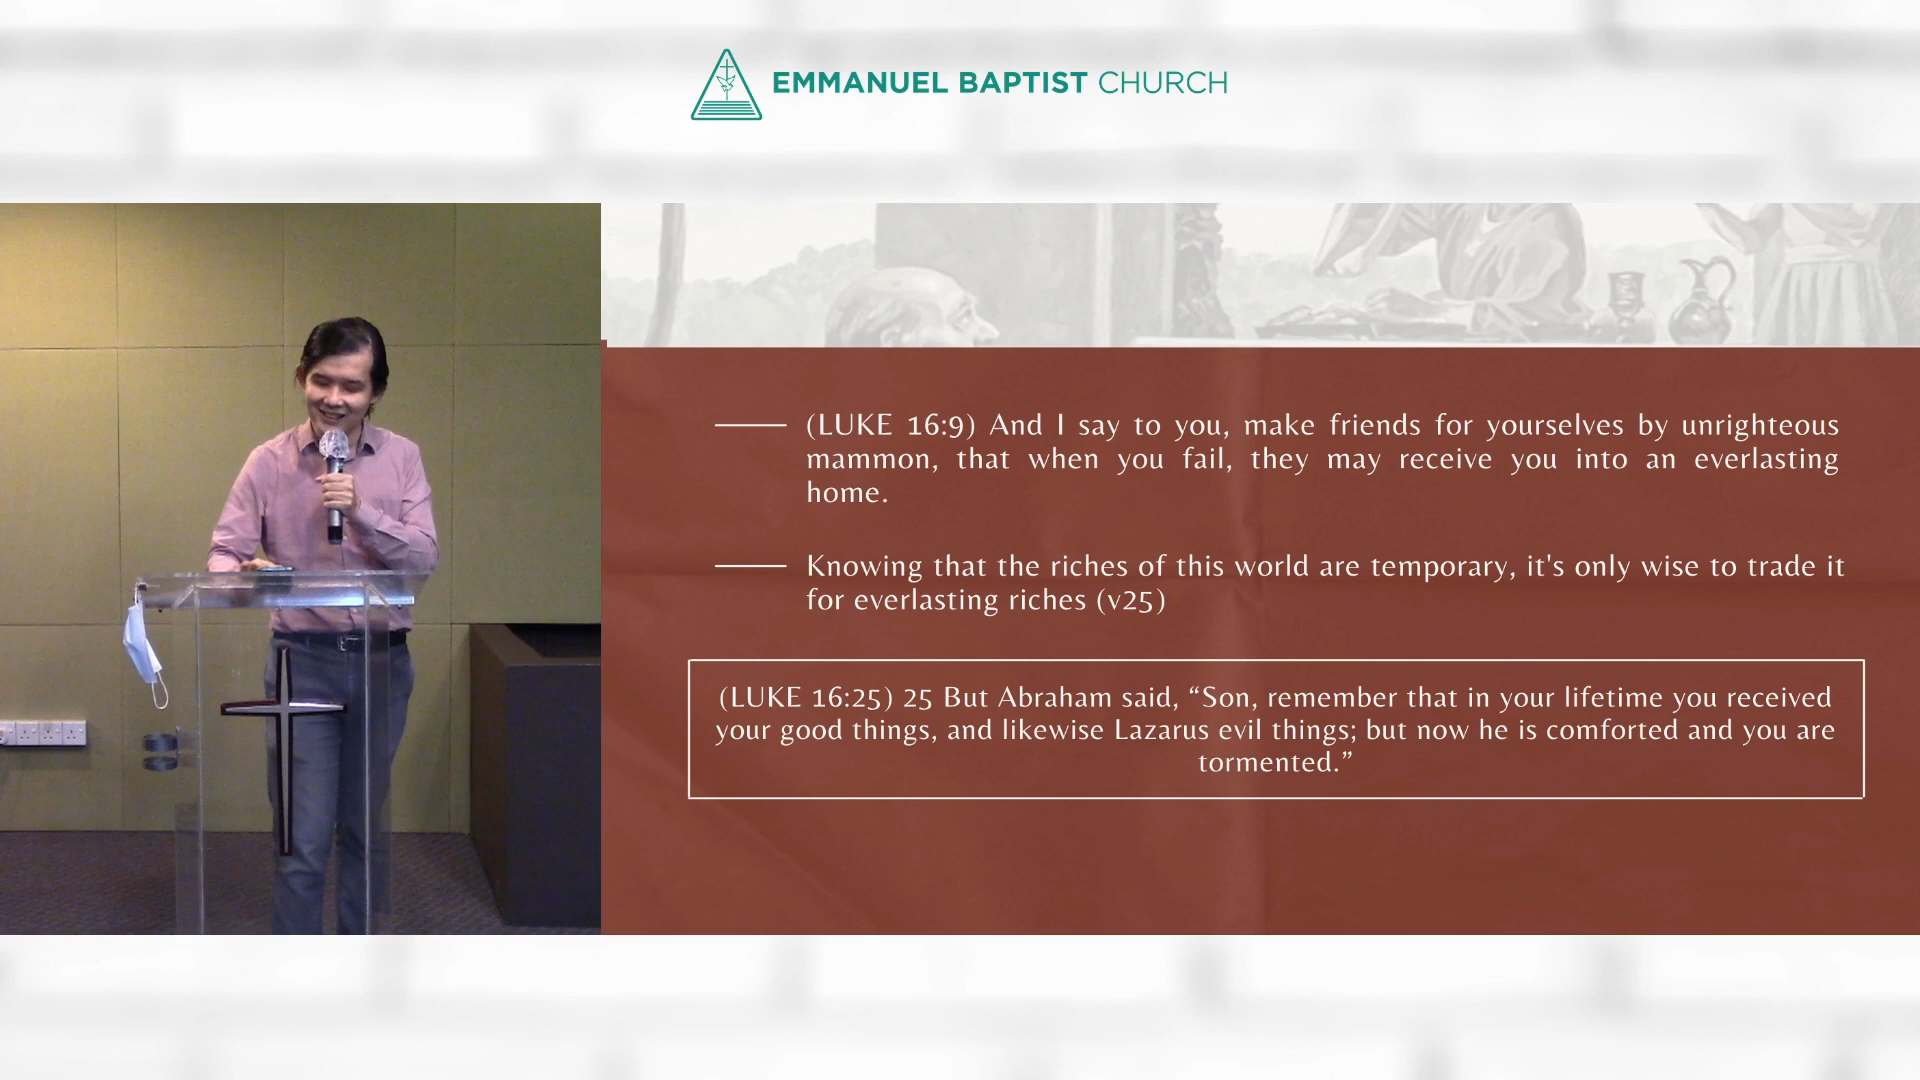 EMMANUEL BAPTIST CHURCH
(LUKE 16:9) And I say to you, make friends for yourselves by unrighteous
mammon, that when you fail, they may receive you into an everlasting
home.
Knowing that the riches of this world are temporary, it's only wise to trade it
for everlasting riches (v25)
(LUKE 16:25) 25 But Abraham said, “Son, remember that in your lifetime you received
your good things, and likewise Lazarus evil things; but now he is comforted and you are
tormented.”